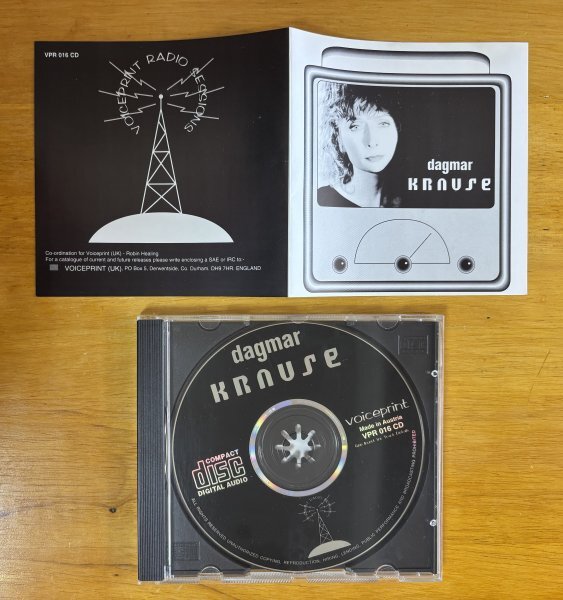 VPR 016 CD
VOICEPRINT RADIO SESSIONS
Co-ordination for Voiceprint (UK) - Robin Healing
For a catalogue of current and future releases please write enclosing a SAE or IRC to:-
VOICEPRINT (UK). PO Box 5, Derwentside, Co. Durham. DH9 7HR. ENGLAND
dagmar
KRAUSE
dagmar
KRAUSE
voiceprint
Made in Austria
VPR 016 CD
COMPACT
disc
DIGITAL AUDIO
ALL RIGHTS RESERVED UNAUTHORIZED COPYING, REPRODUCTION, HIRING, LENDING, PUBLIC PERFORMANCE AND BROADCASTING PROHIBITED